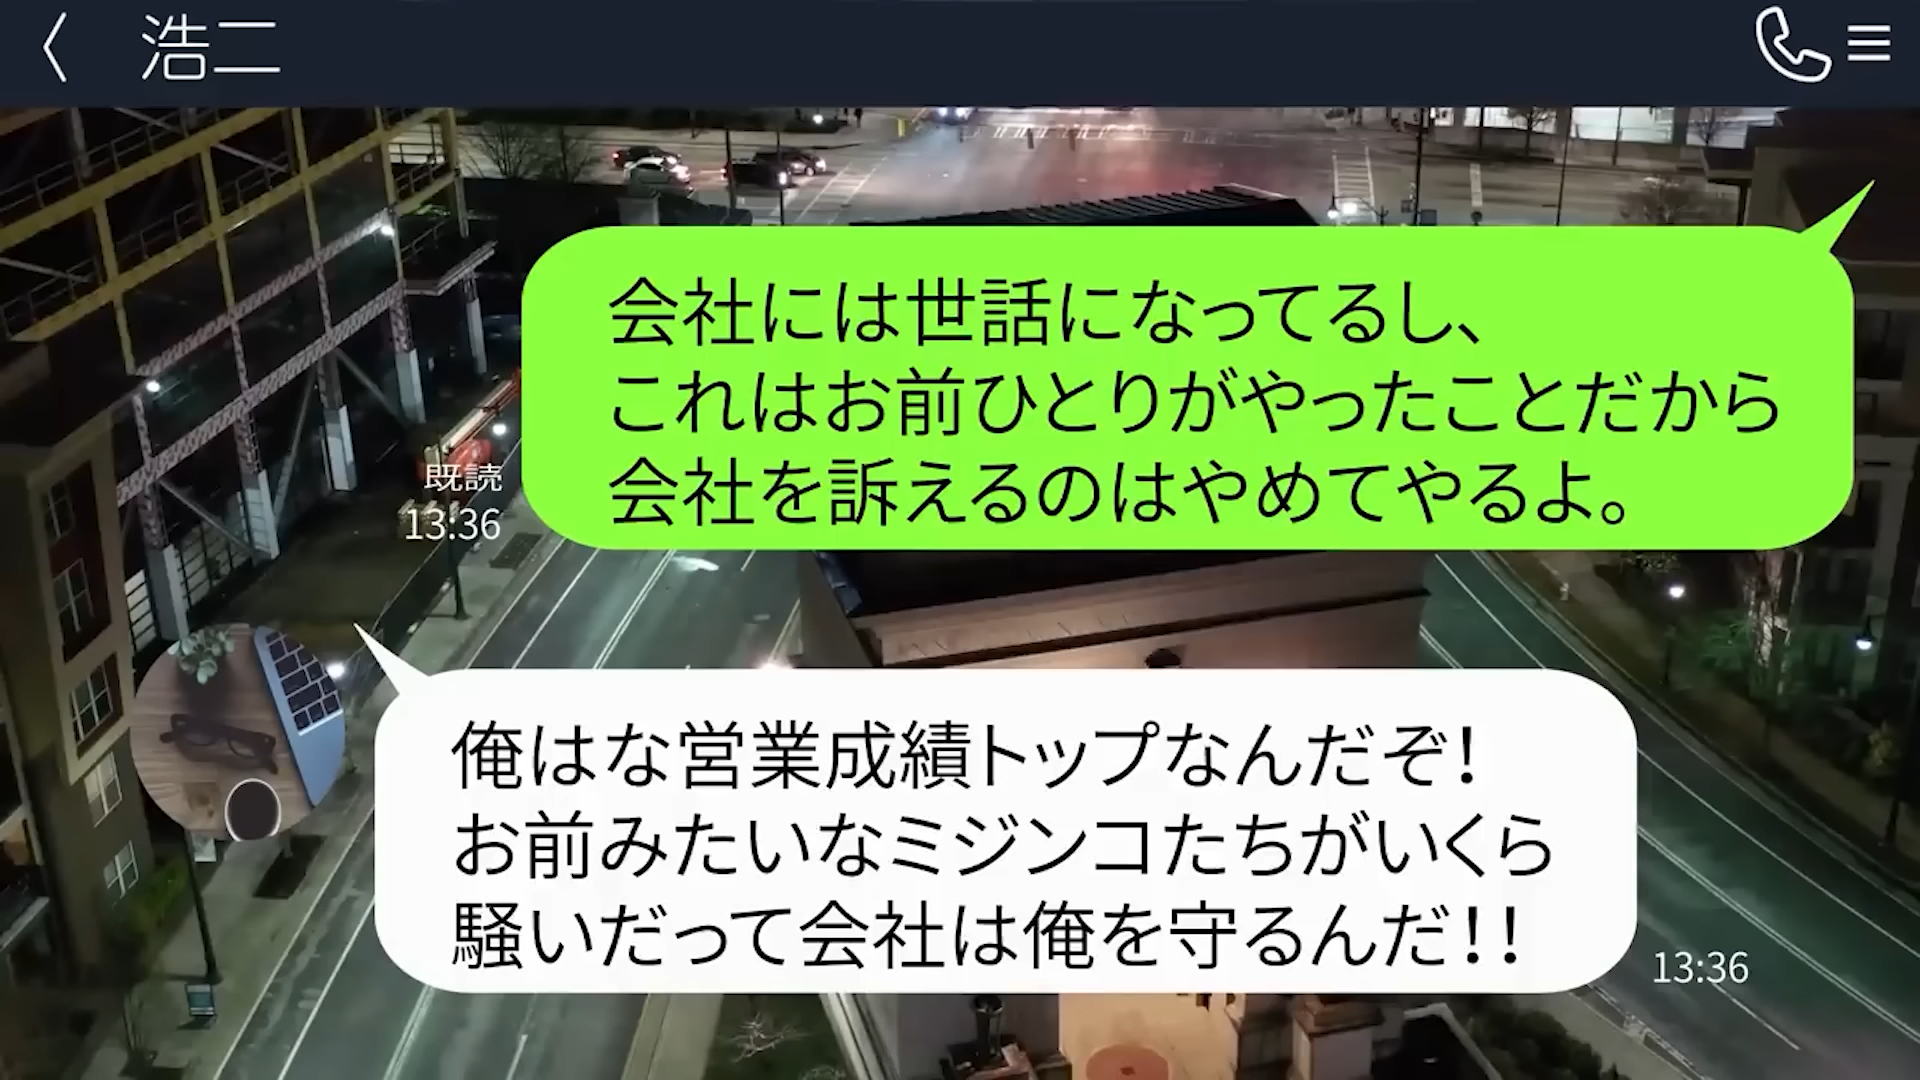 浩二
会社には世話になってるし、
これはお前ひとりがやったことだから
会社を訴えるのはやめてやるよ。
既読
13:36
俺はな営業成績トップなんだぞ！
お前みたいなミジンコたちがいくら
騒いだって会社は俺を守るんだ！！
13:36